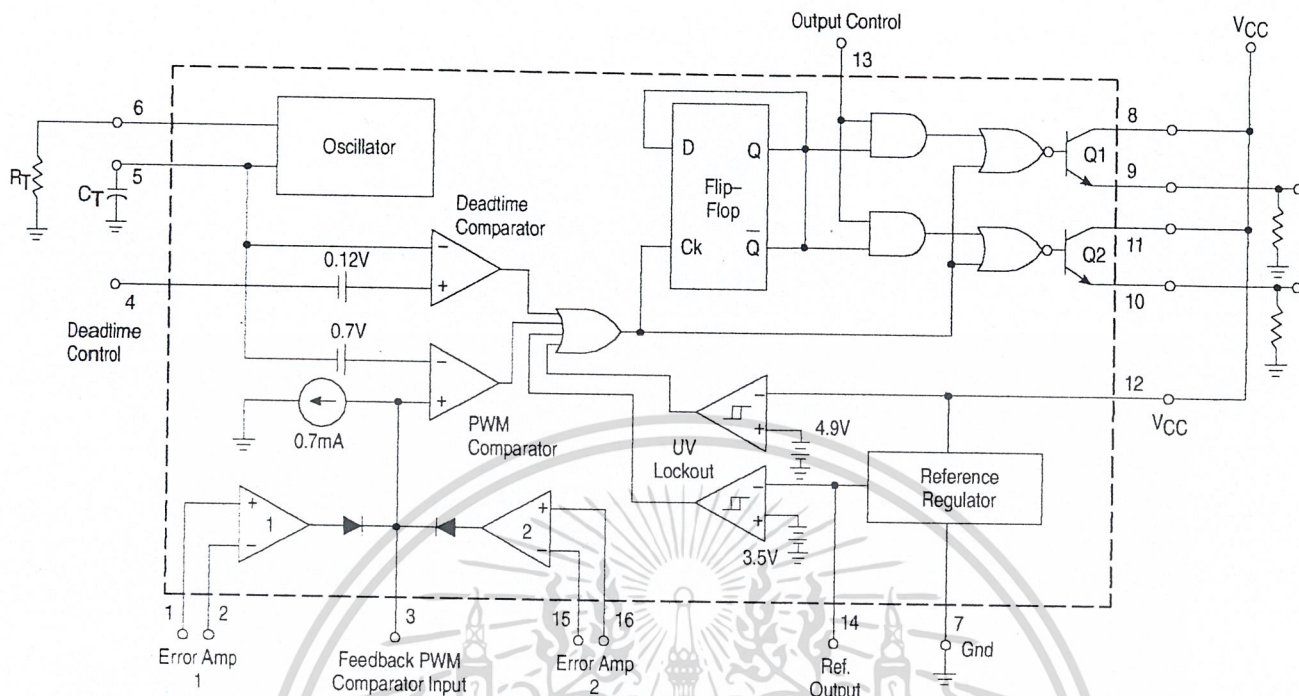 Output Control
VCC
13
6
8
Oscillator
D
Q
Q1
RT
5
9
CT
Flip–
Flop
Deadtime
Comparator
11
Ck
Q
Q2
0.12V
4
10
Deadtime
Control
0.7V
12
VCC
4.9V
0.7mA
PWM
Comparator
UV
Lockout
Reference
Regulator
1
2
3.5V
1
2
3
15
16
14
7
Gnd
Error Amp
1
Feedback PWM
Comparator Input
Error Amp
2
Ref.
Output